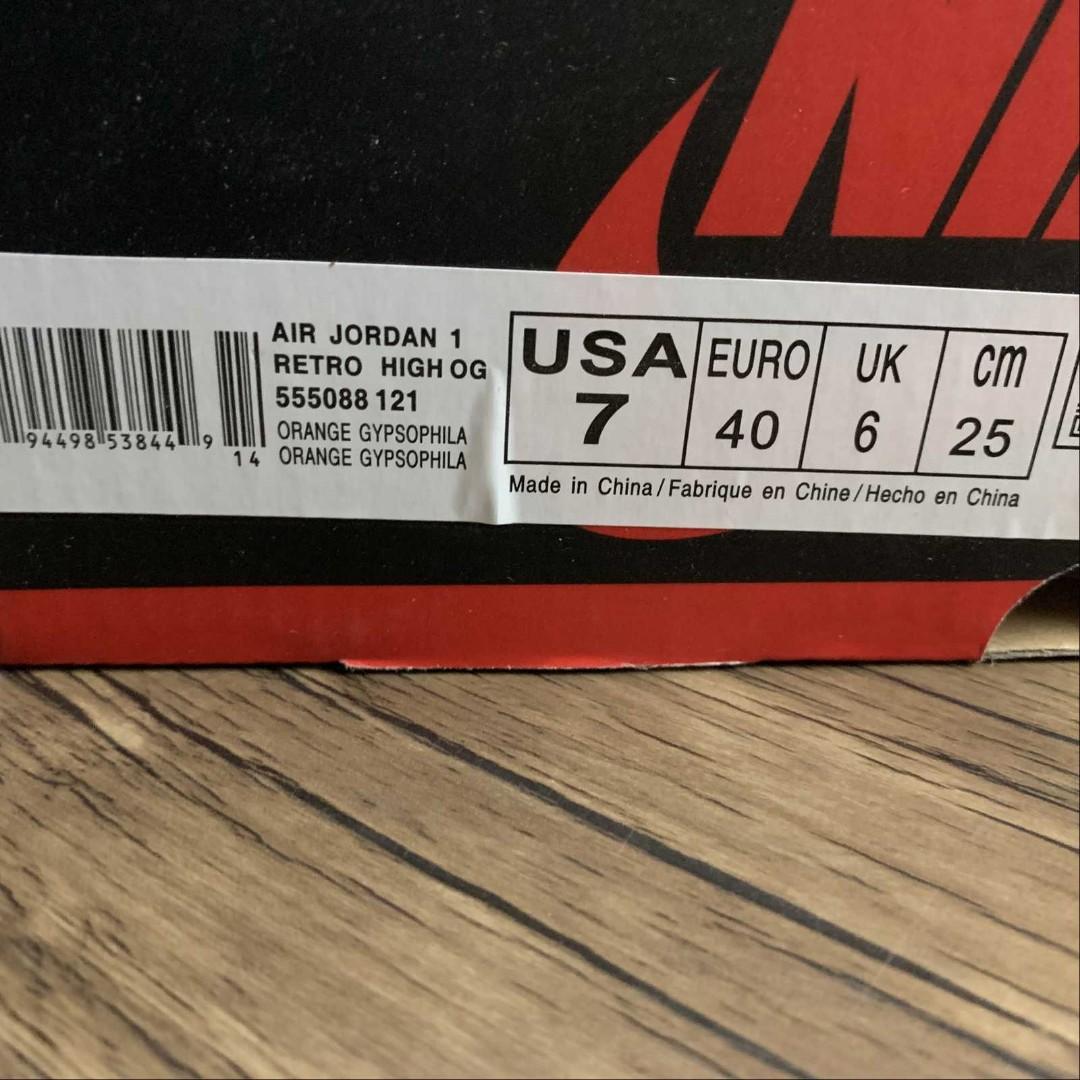 AIR JORDAN 1
RETRO HIGH OG
555088 121
ORANGE GYPSOPHILA
ORANGE GYPSOPHILA
94498 53844 9
14
USA EURO UK cm
7 40 6 25
Made in China/Fabrique en Chine/Hecho en China